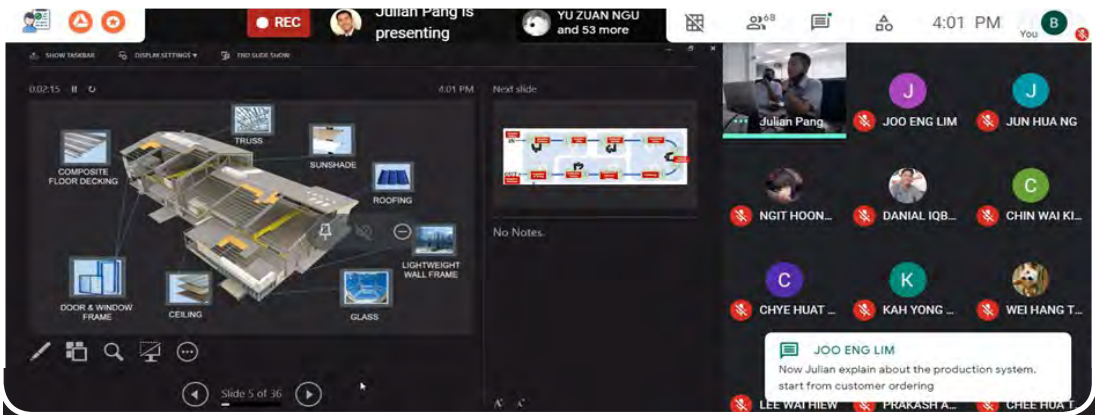 REC
Julian Pang is
presenting
YU ZUAN NGU
and 53 more
68
4:01 PM
You
B
SHOW TASKBAR
DISPLAY SETTINGS
END SLIDE SHOW
0:02:15
4:01 PM
Next slide
TRUSS
COMPOSITE
FLOOR DECKING
SUNSHADE
ROOFING
LIGHTWEIGHT
WALL FRAME
DOOR & WINDOW
FRAME
CEILING
GLASS
Slide 5 of 36
No Notes.
Julian Pang
J
JOO ENG LIM
J
JUN HUA NG
NGIT HOON...
DANIAL IQB...
C
CHIN WAI KI...
C
CHYE HUAT ...
K
KAH YONG ...
WEI HANG T...
JOO ENG LIM
Now Julian explain about the production system.
start from customer ordering
LEE WAI HIEW
PRAKASH A...
CHEE HUA T...